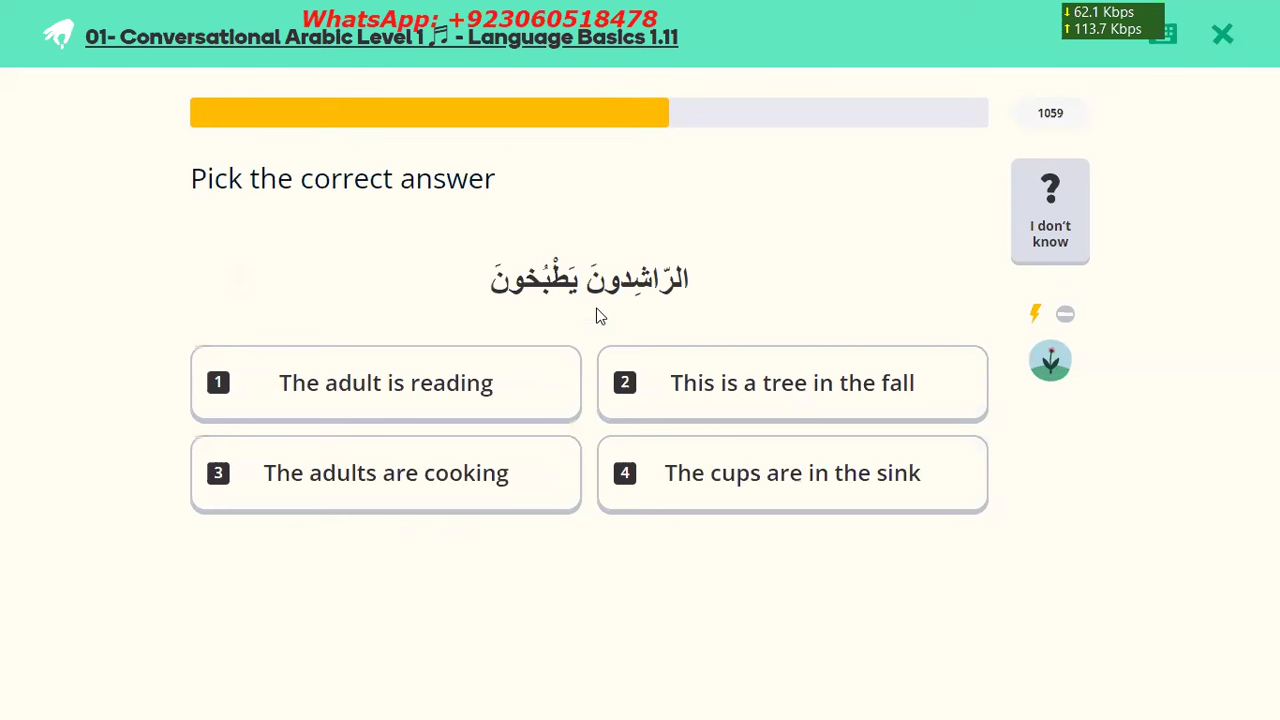 WhatsApp: +923060518478
01- Conversational Arabic Level 1 🎵 - Language Basics 1.11
↓ 62.1 Kbps
↑ 113.7 Kbps
1059
Pick the correct answer
?
I don't
know
الرّاشِدونَ يَطْبُخونَ
1 The adult is reading
2 This is a tree in the fall
3 The adults are cooking
4 The cups are in the sink